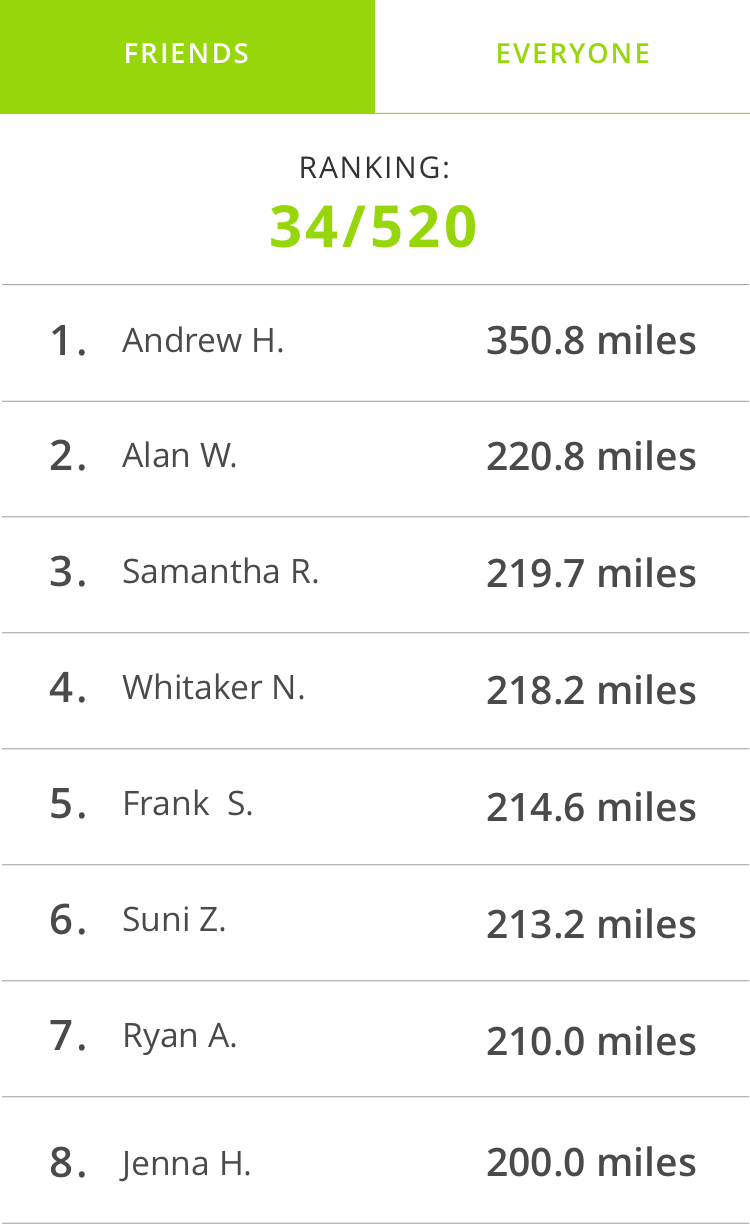 FRIENDS EVERYONE
RANKING:
34/520
1. Andrew H. 350.8 miles
2. Alan W. 220.8 miles
3. Samantha R. 219.7 miles
4. Whitaker N. 218.2 miles
5. Frank  S. 214.6 miles
6. Suni Z. 213.2 miles
7. Ryan A. 210.0 miles
8. Jenna H. 200.0 miles